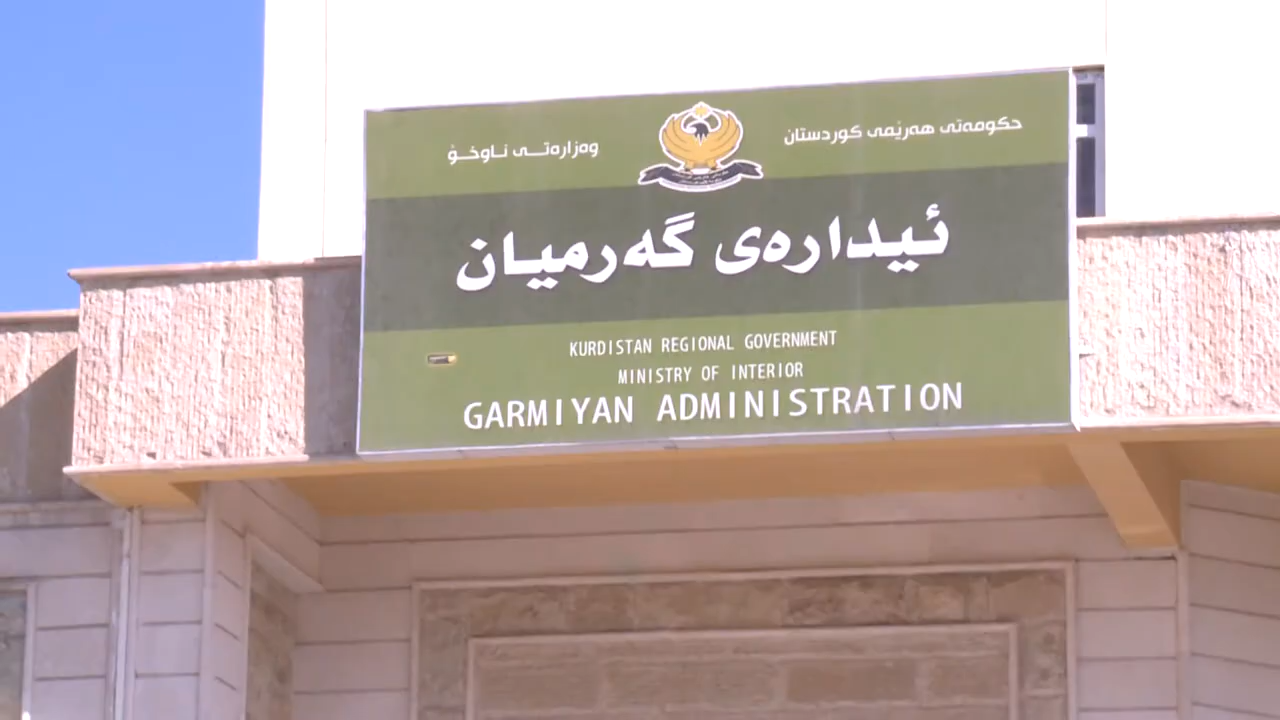 حکومەتی هەرێمی کوردستان
وەزارەتی ناوخۆ
ئیدارەی گەرمیان
KURDISTAN REGIONAL GOVERNMENT
MINISTRY OF INTERIOR
GARMIYAN ADMINISTRATION